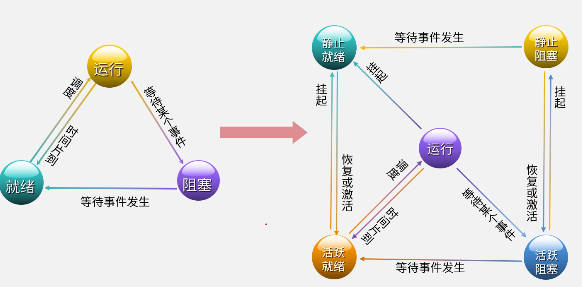 运行
调度
时间片到
等待某个事件
就绪
阻塞
等待事件发生
静止
就绪
等待事件发生
静止
阻塞
挂起
挂起
挂起
运行
恢复或激活
调度
时间片到
等待某个事件
恢复或激活
活跃
就绪
等待事件发生
活跃
阻塞